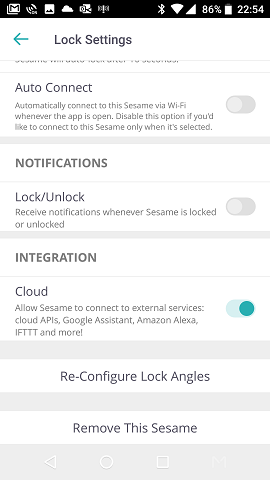 86% 22:54
Lock Settings
Sesame will auto-lock after 10 seconds.
Auto Connect
Automatically connect to this Sesame via Wi-Fi
whenever the app is open. Disable this option if you'd
like to connect to this Sesame only when it's selected.
NOTIFICATIONS
Lock/Unlock
Receive notifications whenever Sesame is locked
or unlocked
INTEGRATION
Cloud
Allow Sesame to connect to external services:
cloud APIs, Google Assistant, Amazon Alexa,
IFTTT and more!
Re-Configure Lock Angles
Remove This Sesame